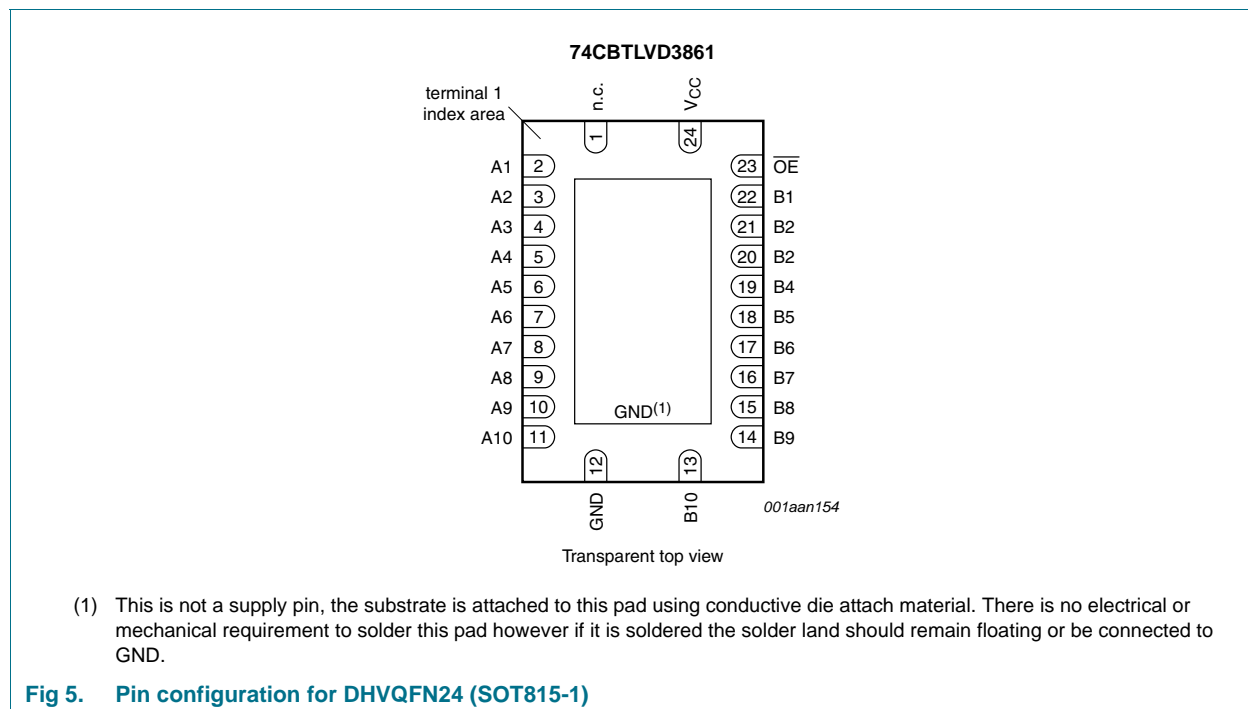 74CBTLVD3861
terminal 1
index area
n.c.
VCC
1
24
A1 2
23 OE
A2 3
22 B1
A3 4
21 B2
A4 5
20 B2
A5 6
19 B4
A6 7
18 B5
A7 8
17 B6
A8 9
16 B7
A9 10
15 B8
A10 11
14 B9
GND(1)
12
13
GND
B10
001aan154
Transparent top view
(1) This is not a supply pin, the substrate is attached to this pad using conductive die attach material. There is no electrical or
mechanical requirement to solder this pad however if it is soldered the solder land should remain floating or be connected to
GND.
Fig 5. Pin configuration for DHVQFN24 (SOT815-1)